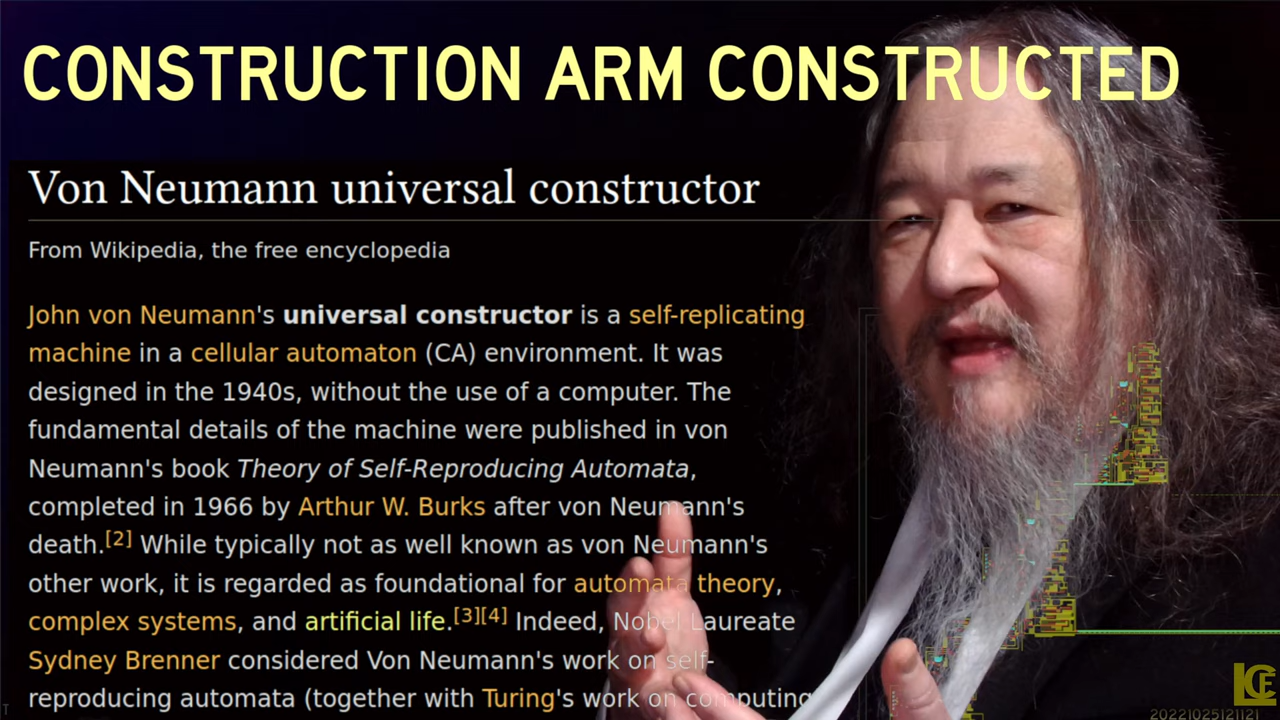 CONSTRUCTION ARM CONSTRUCTED
Von Neumann universal constructor
From Wikipedia, the free encyclopedia
John von Neumann's universal constructor is a self-replicating
machine in a cellular automaton (CA) environment. It was
designed in the 1940s, without the use of a computer. The
fundamental details of the machine were published in von
Neumann's book Theory of Self-Reproducing Automata,
completed in 1966 by Arthur W. Burks after von Neumann's
death.[2] While typically not as well known as von Neumann's
other work, it is regarded as foundational for automata theory,
complex systems, and artificial life.[3][4] Indeed, Nobel Laureate
Sydney Brenner considered Von Neumann's work on self-
reproducing automata (together with Turing's work on computing
20221025121121